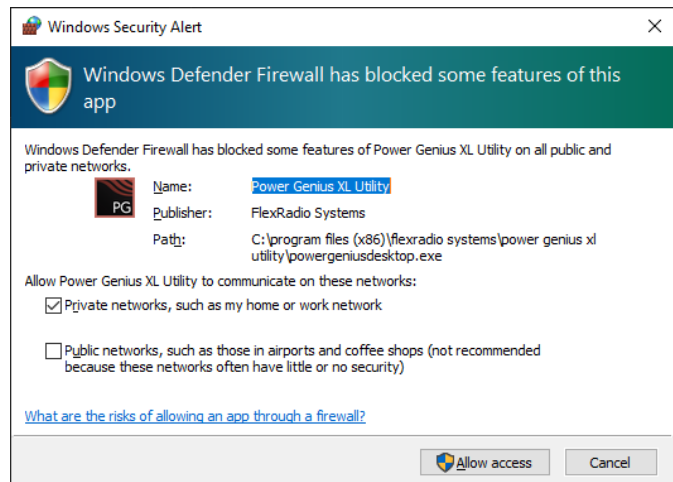 Windows Security Alert
Windows Defender Firewall has blocked some features of this
app
Windows Defender Firewall has blocked some features of Power Genius XL Utility on all public and
private networks.
PG
Name: Power Genius XL Utility
Publisher: FlexRadio Systems
Path: C:\program files (x86)\flexradio systems\power genius xl
utility\powergeniusdesktop.exe
Allow Power Genius XL Utility to communicate on these networks:
Private networks, such as my home or work network
Public networks, such as those in airports and coffee shops (not recommended
because these networks often have little or no security)
What are the risks of allowing an app through a firewall?
Allow access
Cancel